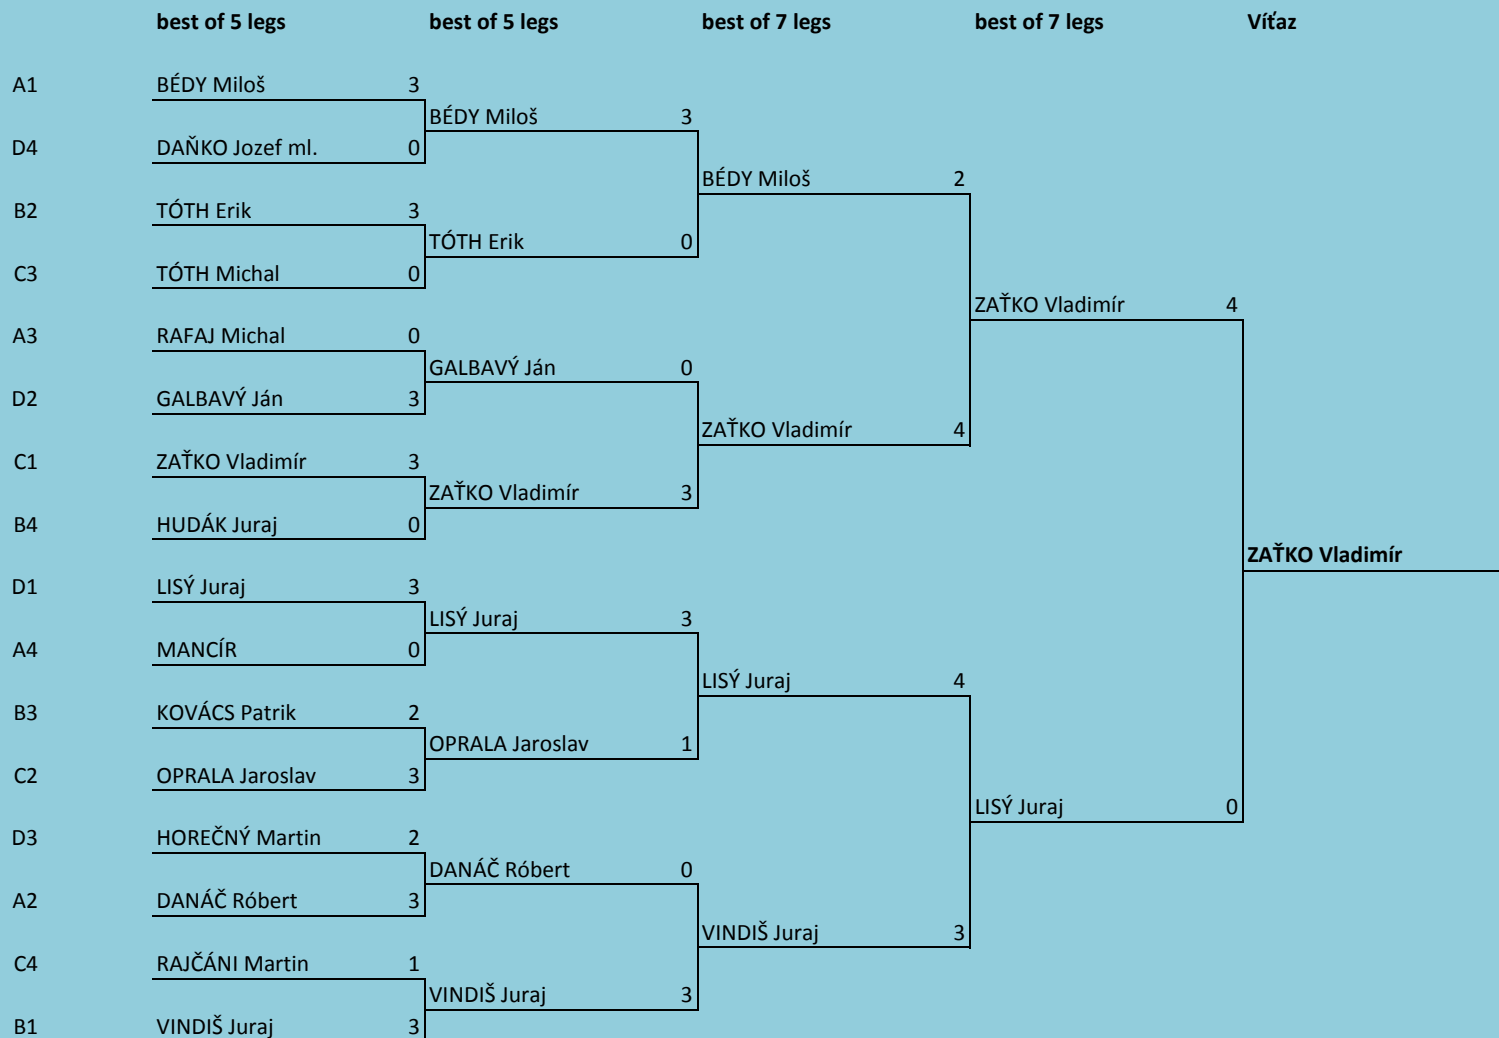 best of 5 legs best of 5 legs best of 7 legs best of 7 legs Víťaz
A1 BÉDY Miloš 3
BÉDY Miloš 3
D4 DAŇKO Jozef ml. 0
BÉDY Miloš 2
B2 TÓTH Erik 3
TÓTH Erik 0
C3 TÓTH Michal 0
ZAŤKO Vladimír 4
A3 RAFAJ Michal 0
GALBAVÝ Ján 0
D2 GALBAVÝ Ján 3
ZAŤKO Vladimír 4
C1 ZAŤKO Vladimír 3
ZAŤKO Vladimír 3
B4 HUDÁK Juraj 0
ZAŤKO Vladimír
D1 LISÝ Juraj 3
LISÝ Juraj 3
A4 MANCÍR 0
LISÝ Juraj 4
B3 KOVÁCS Patrik 2
OPRALA Jaroslav 1
C2 OPRALA Jaroslav 3
LISÝ Juraj 0
D3 HOREČNÝ Martin 2
DANÁČ Róbert 0
A2 DANÁČ Róbert 3
VINDIŠ Juraj 3
C4 RAJČÁNI Martin 1
VINDIŠ Juraj 3
B1 VINDIŠ Juraj 3